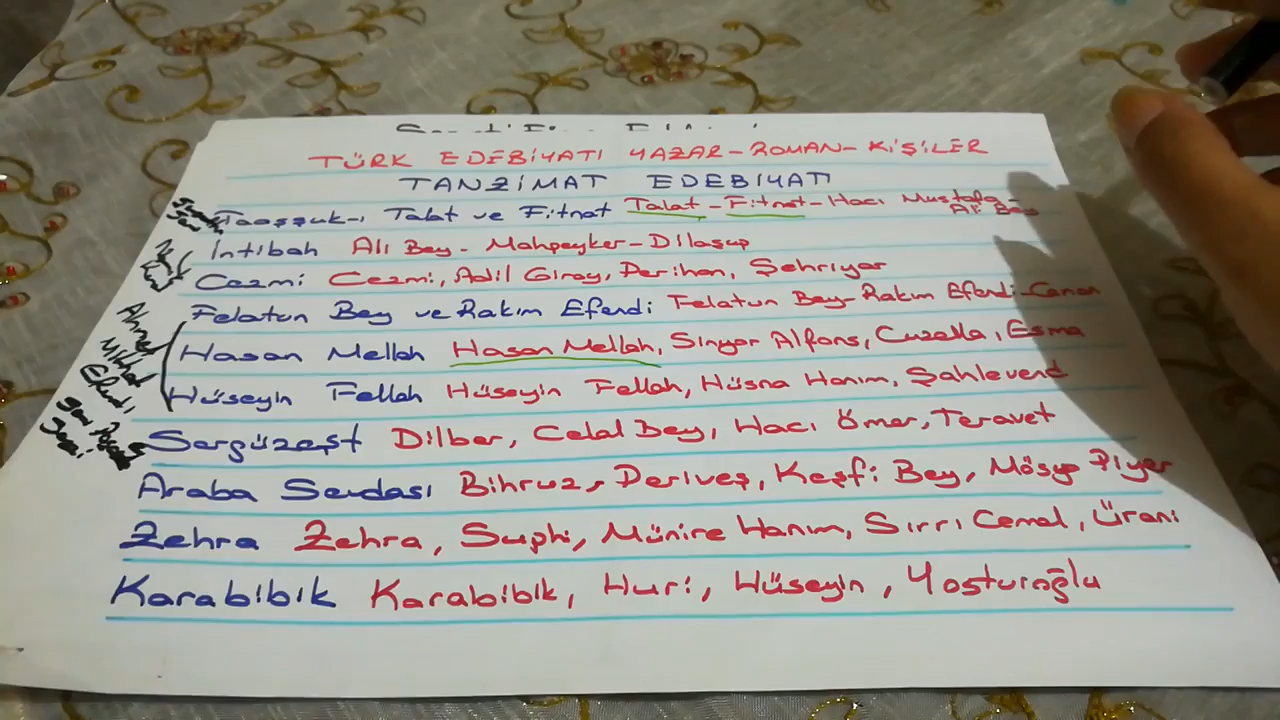 TÜRK EDEBİYATI YAZAR-ROMAN-KİŞİLER
TANZİMAT EDEBİYATI
Taaşşuk-ı Talat ve Fitnat Talat-Fitnat-Hacı Mustafa-
Ali Bey
İntibah Ali Bey-Mahpeyker-Dilaşup
Cezmi Cezmi, Adil Giray, Perihan, Şehriyar
Felatun Bey ve Rakım Efendi Felatun Bey-Rakım Efendi-Canan
Hasan Mellah Hasan Mellah, Sinyor Alfons, Cuzella, Esma
Hüseyin Fellah Hüseyin Fellah, Hüsna Hanım, Şahlevend
Ahmet
Mithat
Efendi
Sergüzeşt Dilber, Celal Bey, Hacı Ömer, Teravet
Araba Sevdası Bihruz, Periveş, Keşfi Bey, Mösyö Piyer
Zehra Zehra, Suphi, Münire Hanım, Sırrı Cemal, Ürani
Karabibik Karabibik, Huri, Hüseyin, Yosturoğlu